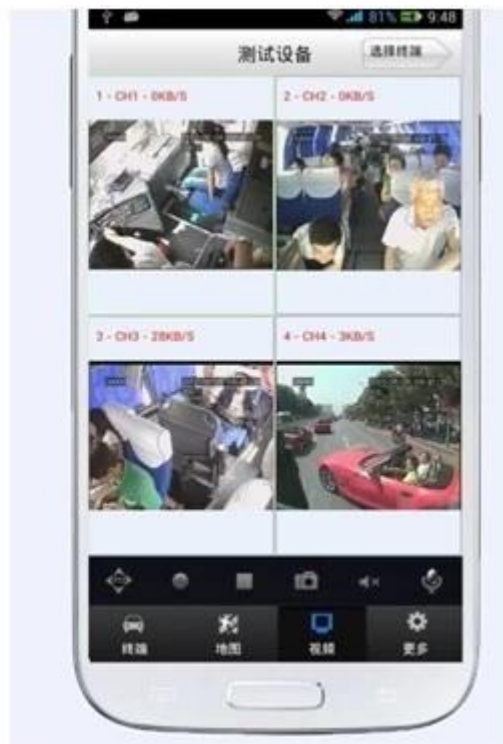 81% 9:48
测试设备 选择终端
1 - CH1 - 0KB/S
2 - CH2 - 0KB/S
3 - CH3 - 28KB/S
4 - CH4 - 3KB/S
终端 地图 视频 更多